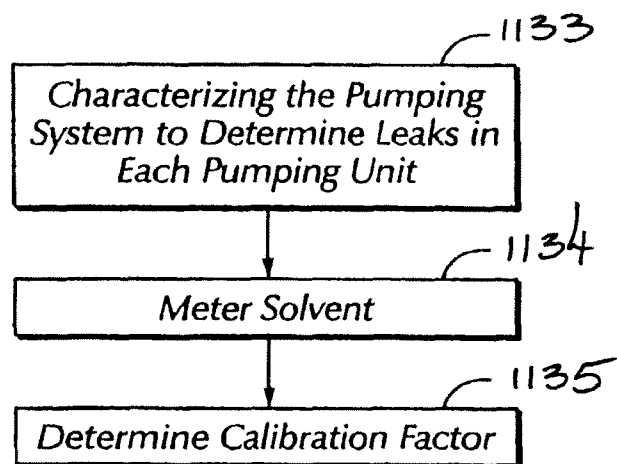 1133
Characterizing the Pumping
System to Determine Leaks in
Each Pumping Unit
1134
Meter Solvent
1135
Determine Calibration Factor